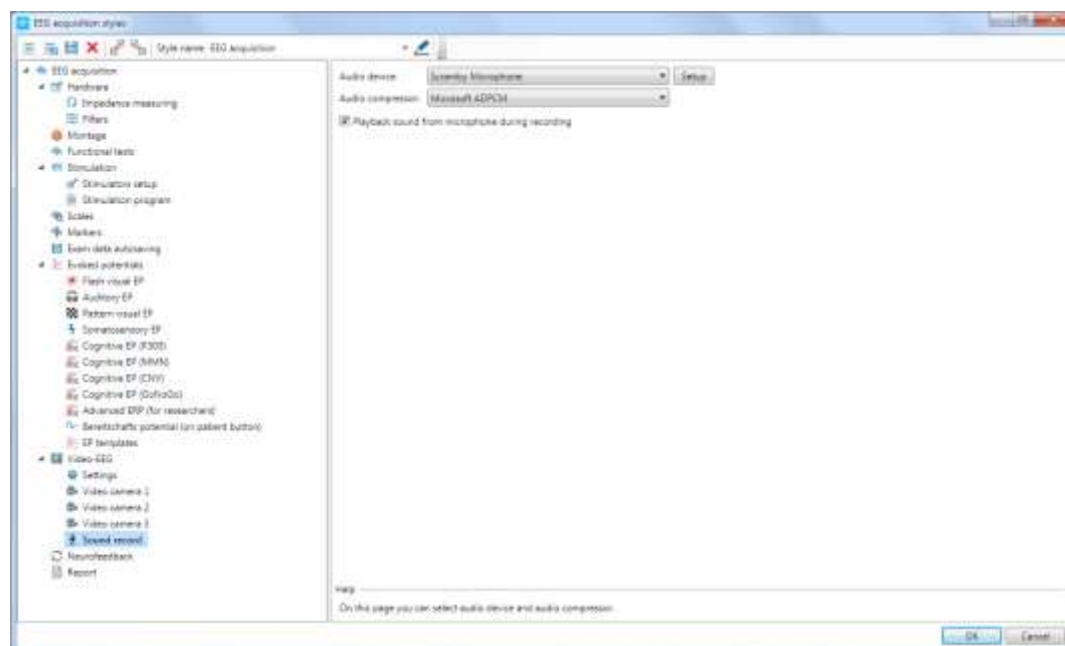 EEG acquisition styles
Style name: EEG Acquisition
EEG acquisition
Hardware
Impedance measuring
Filters
Montage
Functional tests
Stimulation
Stimulators setup
Stimulation program
Scales
Markers
Exam data autosaving
Evoked potentials
Flash visual EP
Auditory EP
Pattern visual EP
Somatosensory EP
Cognitive EP (P300)
Cognitive EP (MMN)
Cognitive EP (CNV)
Cognitive EP (GoNoGo)
Advanced ERP (for researchers)
Bereitschafts potential (on patient button)
EP templates
Video-EEG
Settings
Video camera 1
Video camera 2
Video camera 3
Sound record
Neurofeedback
Report
Audio device
Microphone
Setup
Audio compression
Microsoft ADPCM
Playback sound from microphone during recording
Help
On this page you can select audio device and audio compression
OK
Cancel